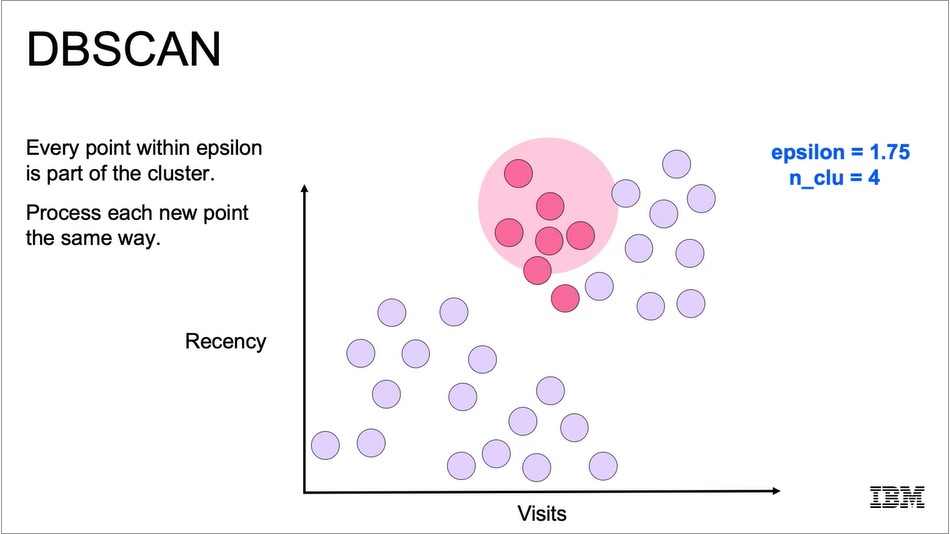 DBSCAN
Every point within epsilon
is part of the cluster.
Process each new point
the same way.
epsilon = 1.75
n_clu = 4
Recency
Visits
IBM